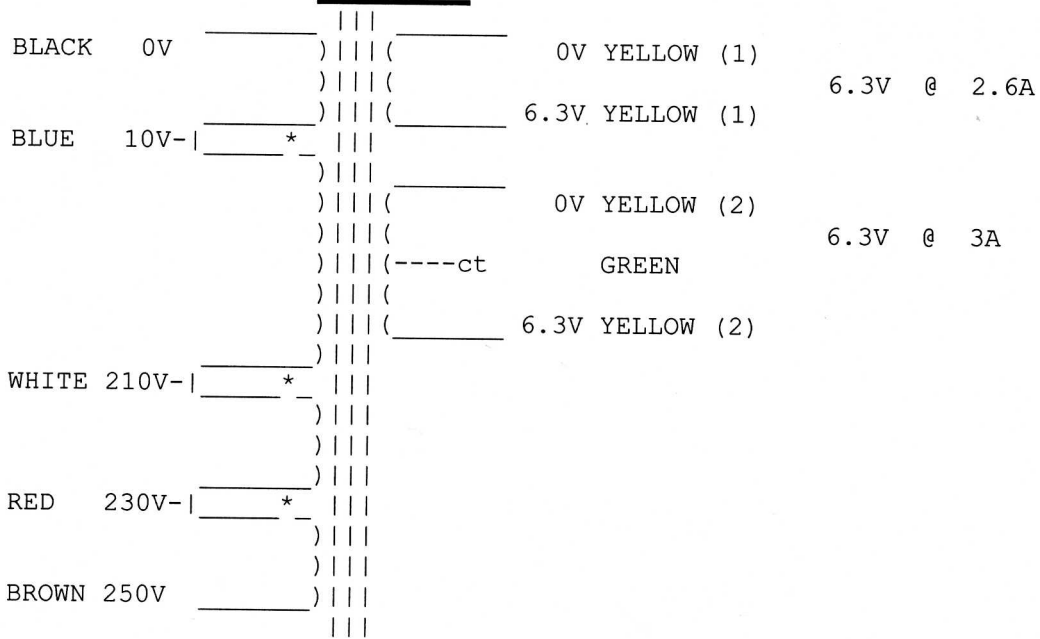 BLACK 0V
0V YELLOW (1)
6.3V @ 2.6A
6.3V YELLOW (1)
BLUE 10V-| *
0V YELLOW (2)
6.3V @ 3A
----ct GREEN
6.3V YELLOW (2)
WHITE 210V-| *
RED 230V-| *
BROWN 250V